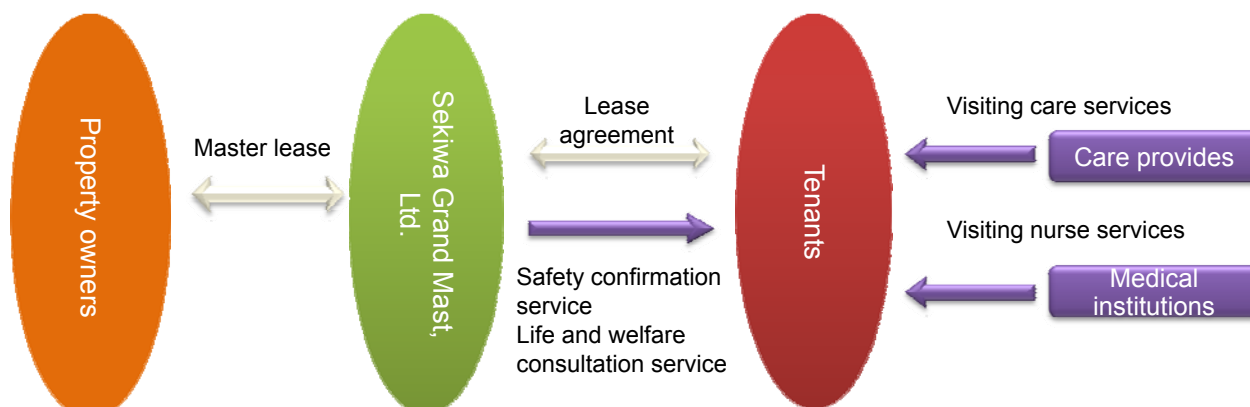 Property owners
Master lease
Sekiwa Grand Mast,
Ltd.
Lease
agreement
Safety confirmation
service
Life and welfare
consultation service
Tenants
Visiting care services
Care provides
Visiting nurse services
Medical
institutions